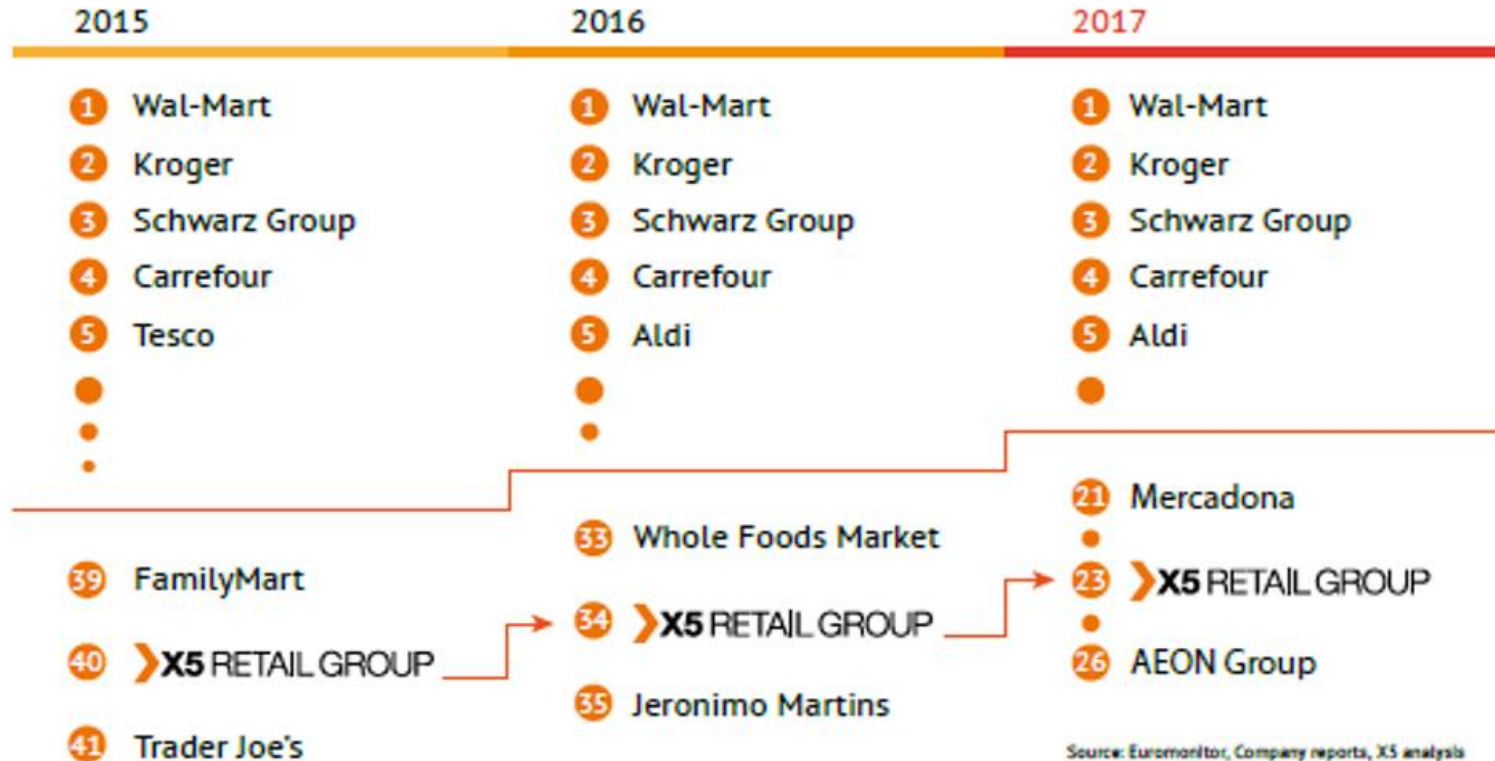 2015
1 Wal-Mart
2 Kroger
3 Schwarz Group
4 Carrefour
5 Tesco
39 FamilyMart
40 X5 RETAIL GROUP
41 Trader Joe's
2016
1 Wal-Mart
2 Kroger
3 Schwarz Group
4 Carrefour
5 Aldi
33 Whole Foods Market
34 X5 RETAIL GROUP
35 Jeronimo Martins
2017
1 Wal-Mart
2 Kroger
3 Schwarz Group
4 Carrefour
5 Aldi
21 Mercadona
23 X5 RETAIL GROUP
26 AEON Group
Source: Euromonitor, Company reports, X5 analysis